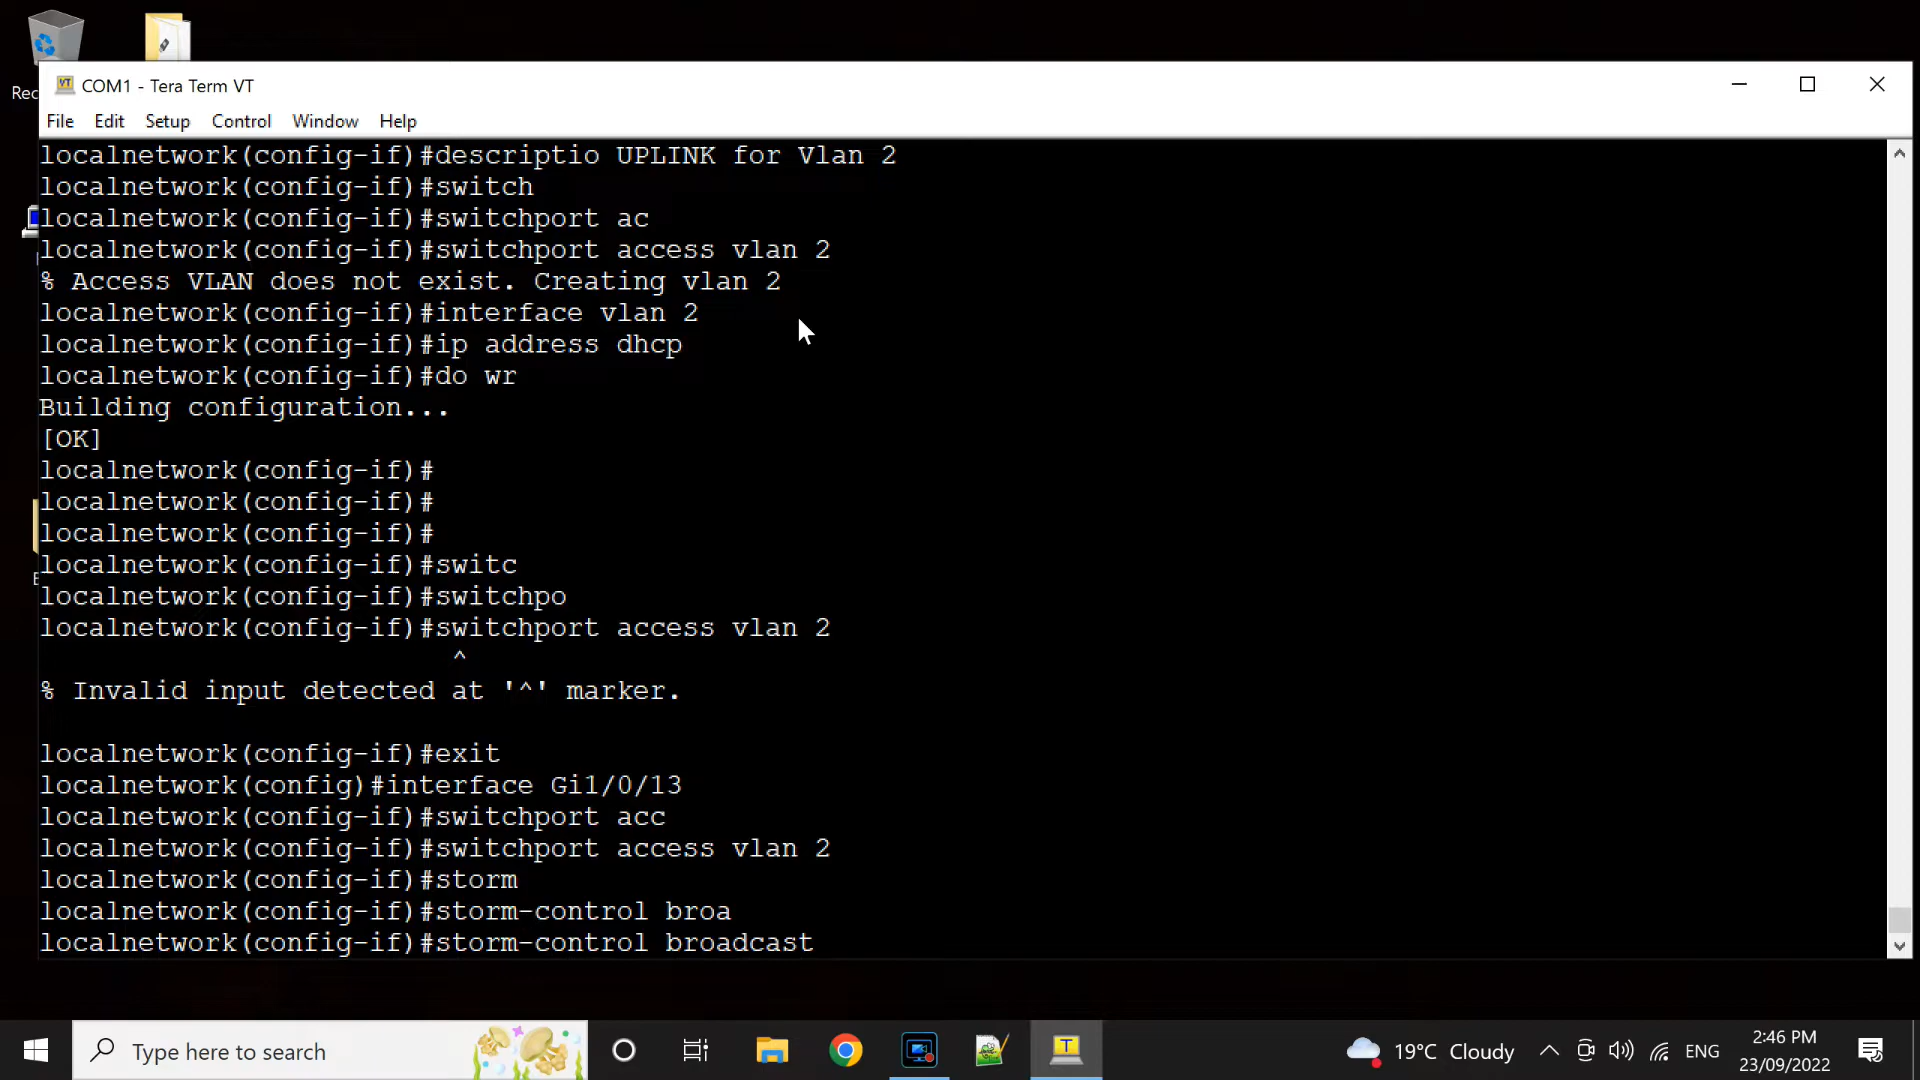 Rec
COM1 - Tera Term VT
File Edit Setup Control Window Help
localnetwork(config-if)#descriptio UPLINK for Vlan 2
localnetwork(config-if)#switch
localnetwork(config-if)#switchport ac
localnetwork(config-if)#switchport access vlan 2
% Access VLAN does not exist. Creating vlan 2
localnetwork(config-if)#interface vlan 2
localnetwork(config-if)#ip address dhcp
localnetwork(config-if)#do wr
Building configuration...
[OK]
localnetwork(config-if)#
localnetwork(config-if)#
localnetwork(config-if)#
localnetwork(config-if)#switc
localnetwork(config-if)#switchpo
localnetwork(config-if)#switchport access vlan 2
^
% Invalid input detected at '^' marker.
localnetwork(config-if)#exit
localnetwork(config)#interface Gi1/0/13
localnetwork(config-if)#switchport acc
localnetwork(config-if)#switchport access vlan 2
localnetwork(config-if)#storm
localnetwork(config-if)#storm-control broa
localnetwork(config-if)#storm-control broadcast
Type here to search
19°C Cloudy
ENG
2:46 PM
23/09/2022